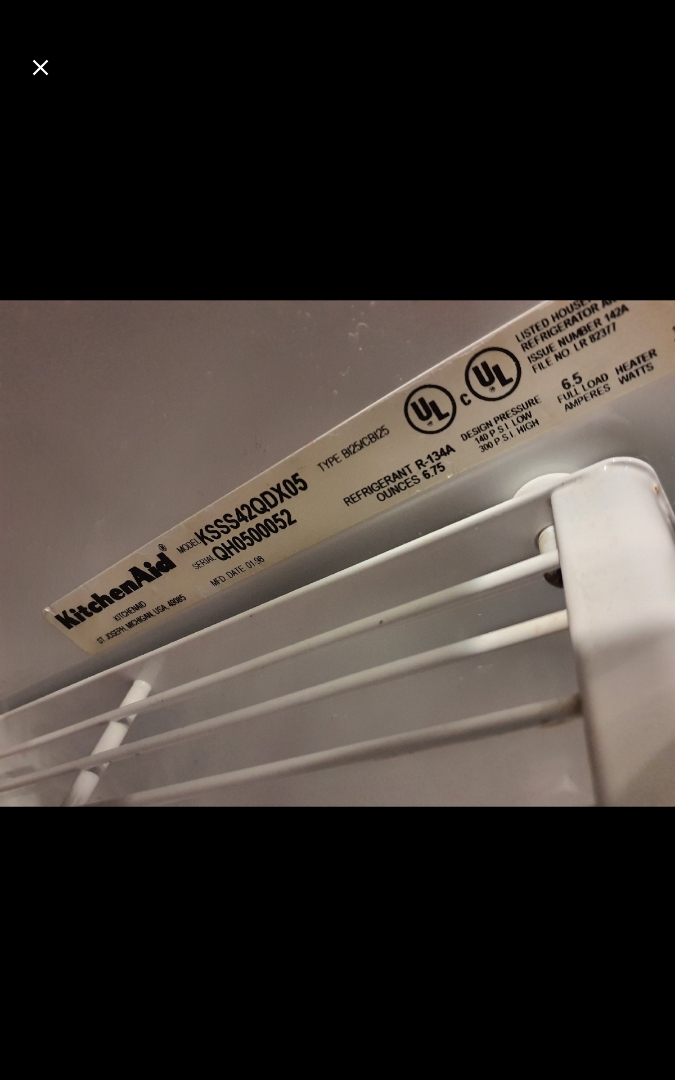 KitchenAid®
KITCHENAID
ST. JOSEPH, MICHIGAN, USA, 49085
MODEL KSSS42QDX05
SERIAL QH0500052
MFD. DATE 01 98
TYPE BI25/CBI25
REFRIGERANT R-134A
OUNCES 6.75
UL
C UL
DESIGN PRESSURE
140 P.S.I. LOW
300 P.S.I. HIGH
LISTED
REFRIGERATOR
ISSUE NUMBER 142A
FILE NO LR 82377
6.5
FULL LOAD
AMPERES
HEATER
WATTS